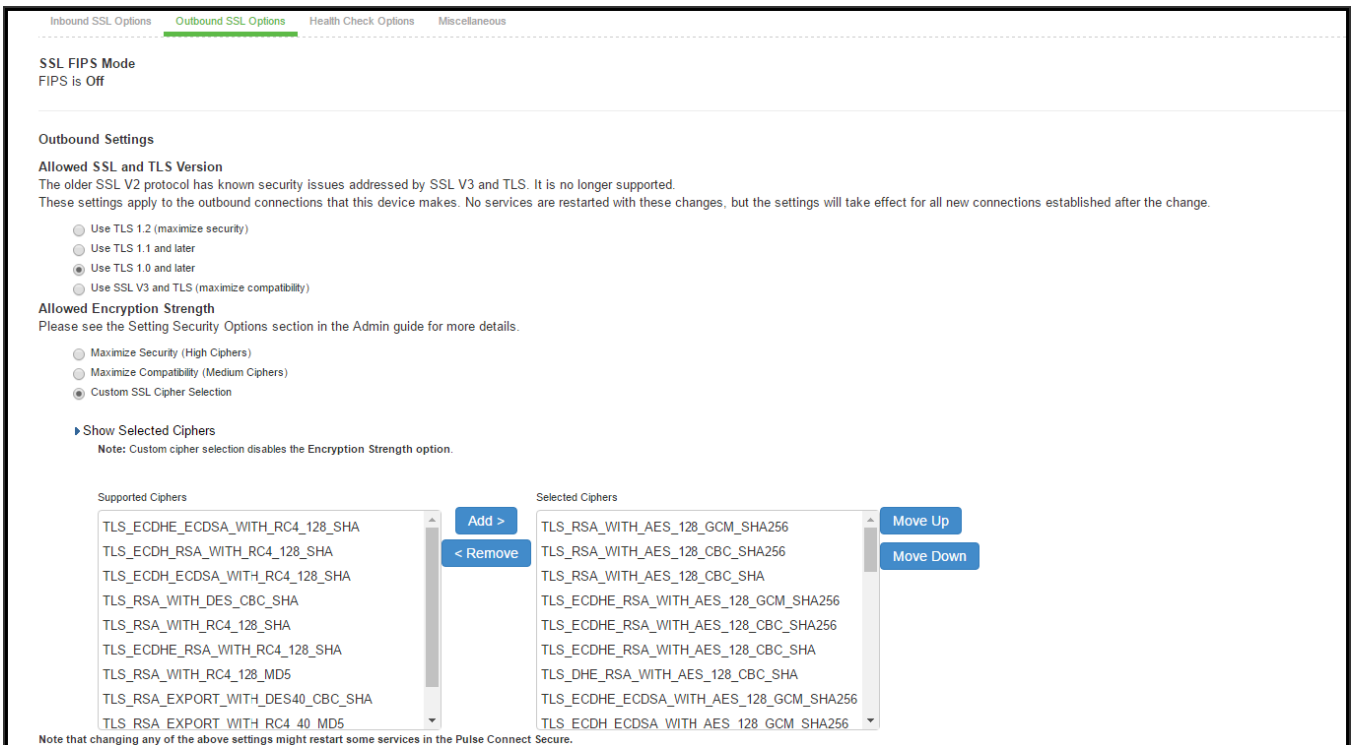 Inbound SSL Options Outbound SSL Options Health Check Options Miscellaneous
SSL FIPS Mode
FIPS is Off
Outbound Settings
Allowed SSL and TLS Version
The older SSL V2 protocol has known security issues addressed by SSL V3 and TLS. It is no longer supported.
These settings apply to the outbound connections that this device makes. No services are restarted with these changes, but the settings will take effect for all new connections established after the change.
Use TLS 1.2 (maximize security)
Use TLS 1.1 and later
Use TLS 1.0 and later
Use SSL V3 and TLS (maximize compatibility)
Allowed Encryption Strength
Please see the Setting Security Options section in the Admin guide for more details.
Maximize Security (High Ciphers)
Maximize Compatibility (Medium Ciphers)
Custom SSL Cipher Selection
Show Selected Ciphers
Note: Custom cipher selection disables the Encryption Strength option.
Supported Ciphers
TLS_ECDHE_ECDSA_WITH_RC4_128_SHA
TLS_ECDH_RSA_WITH_RC4_128_SHA
TLS_ECDH_ECDSA_WITH_RC4_128_SHA
TLS_RSA_WITH_DES_CBC_SHA
TLS_RSA_WITH_RC4_128_SHA
TLS_ECDHE_RSA_WITH_RC4_128_SHA
TLS_RSA_WITH_RC4_128_MD5
TLS_RSA_EXPORT_WITH_DES40_CBC_SHA
TLS_RSA_EXPORT_WITH_RC4_40_MD5
Add >
< Remove
Selected Ciphers
TLS_RSA_WITH_AES_128_GCM_SHA256
TLS_RSA_WITH_AES_128_CBC_SHA256
TLS_RSA_WITH_AES_128_CBC_SHA
TLS_ECDHE_RSA_WITH_AES_128_GCM_SHA256
TLS_ECDHE_RSA_WITH_AES_128_CBC_SHA256
TLS_ECDHE_RSA_WITH_AES_128_CBC_SHA
TLS_DHE_RSA_WITH_AES_128_CBC_SHA
TLS_ECDHE_ECDSA_WITH_AES_128_GCM_SHA256
TLS_ECDH_ECDSA_WITH_AES_128_GCM_SHA256
Move Up
Move Down
Note that changing any of the above settings might restart some services in the Pulse Connect Secure.